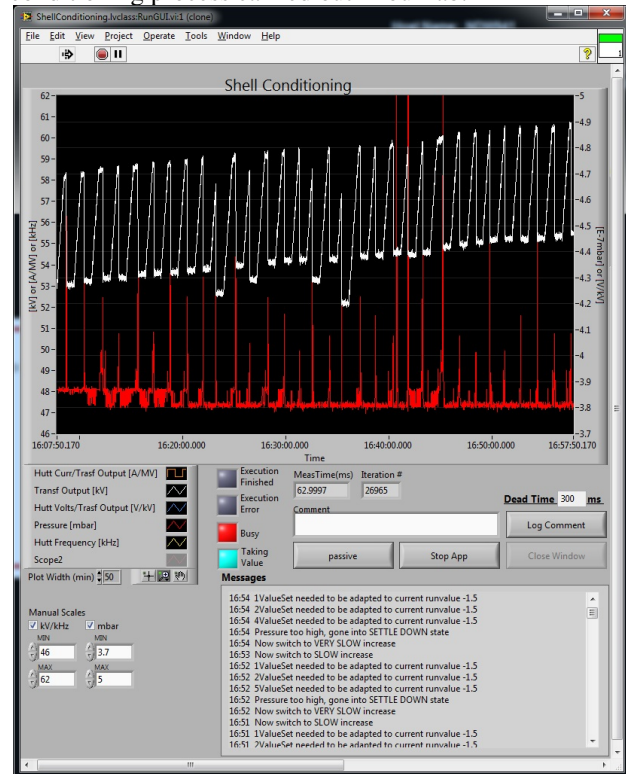 ShellConditioning.lvclass:RunGUI.vi:1 (clone)
File Edit View Project Operate Tools Window Help
1
Shell Conditioning
62
61
60
59
58
57
56
55
54
53
52
51
50
49
48
47
46
[kV] or [A/MV] or [kHz]
-5
-4.9
-4.8
-4.7
-4.6
-4.5
-4.4
-4.3
-4.2
-4.1
-4
-3.9
-3.8
-3.7
[E-7mbar] or [V/kV]
16:07:50.170 16:20:00.000 16:30:00.000 16:40:00.000 16:50:00.000 16:57:50.170
Time
Hutt Curr/Trasf Output [A/MV]
Transf Output [kV]
Hutt Volts/Trasf Output [V/kV]
Pressure [mbar]
Hutt Frequency [kHz]
Scope2
Plot Width (min) 50
Execution Finished
Execution Error
Busy
Taking Value
MeasTime(ms) Iteration #
62.9997 26965
Comment
Dead Time 300 ms
Log Comment
passive Stop App Close Window
Manual Scales
kV/kHz mbar
MIN MIN
46 3.7
MAX MAX
62 5
Messages
16:54 1ValueSet needed to be adapted to current runvalue -1.5
16:54 2ValueSet needed to be adapted to current runvalue -1.5
16:54 4ValueSet needed to be adapted to current runvalue -1.5
16:54 Pressure too high, gone into SETTLE DOWN state
16:54 Now switch to VERY SLOW increase
16:53 Now switch to SLOW increase
16:52 1ValueSet needed to be adapted to current runvalue -1.5
16:52 2ValueSet needed to be adapted to current runvalue -1.5
16:52 5ValueSet needed to be adapted to current runvalue -1.5
16:52 Pressure too high, gone into SETTLE DOWN state
16:52 Now switch to VERY SLOW increase
16:51 Now switch to SLOW increase
16:51 1ValueSet needed to be adapted to current runvalue -1.5
16:51 2ValueSet needed to be adapted to current runvalue -1.5